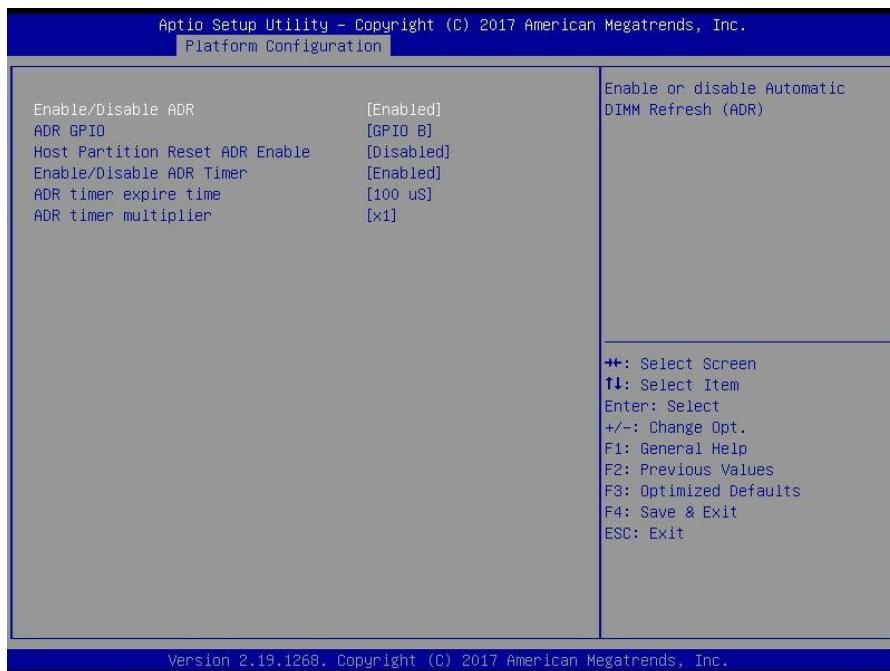 Aptio Setup Utility – Copyright (C) 2017 American Megatrends, Inc.
Platform Configuration
Enable/Disable ADR [Enabled]
ADR GPIO [GPIO B]
Host Partition Reset ADR Enable [Disabled]
Enable/Disable ADR Timer [Enabled]
ADR timer expire time [100 uS]
ADR timer multiplier [x1]
Enable or disable Automatic
DIMM Refresh (ADR)
→←: Select Screen
↑↓: Select Item
Enter: Select
+/-: Change Opt.
F1: General Help
F2: Previous Values
F3: Optimized Defaults
F4: Save & Exit
ESC: Exit
Version 2.19.1268. Copyright (C) 2017 American Megatrends, Inc.